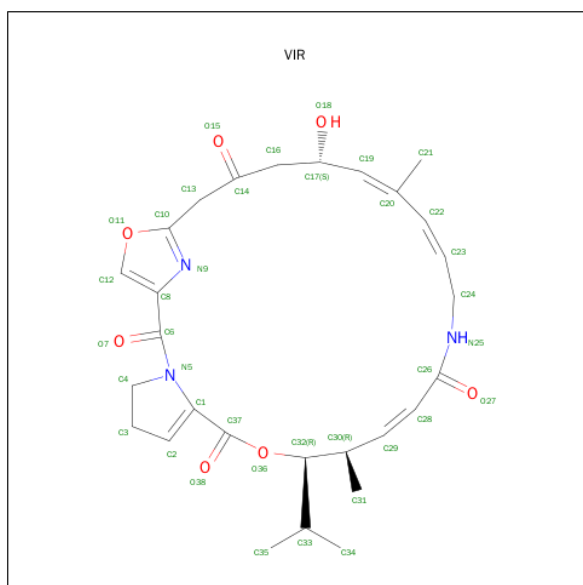 VIR
O18
OH
O15
C16
C19
C21
C17(S)
O
C13
C14
C20
C22
O11
C10
O
C23
N
N9
C12
C8
C24
O7
C6
NH
N25
O
N
N5
C26
C4
O
O27
C1
C37
C30(R)
C28
C3
O
C29
C2
O
O36
C32(R)
O38
C31
C35
C33
C34